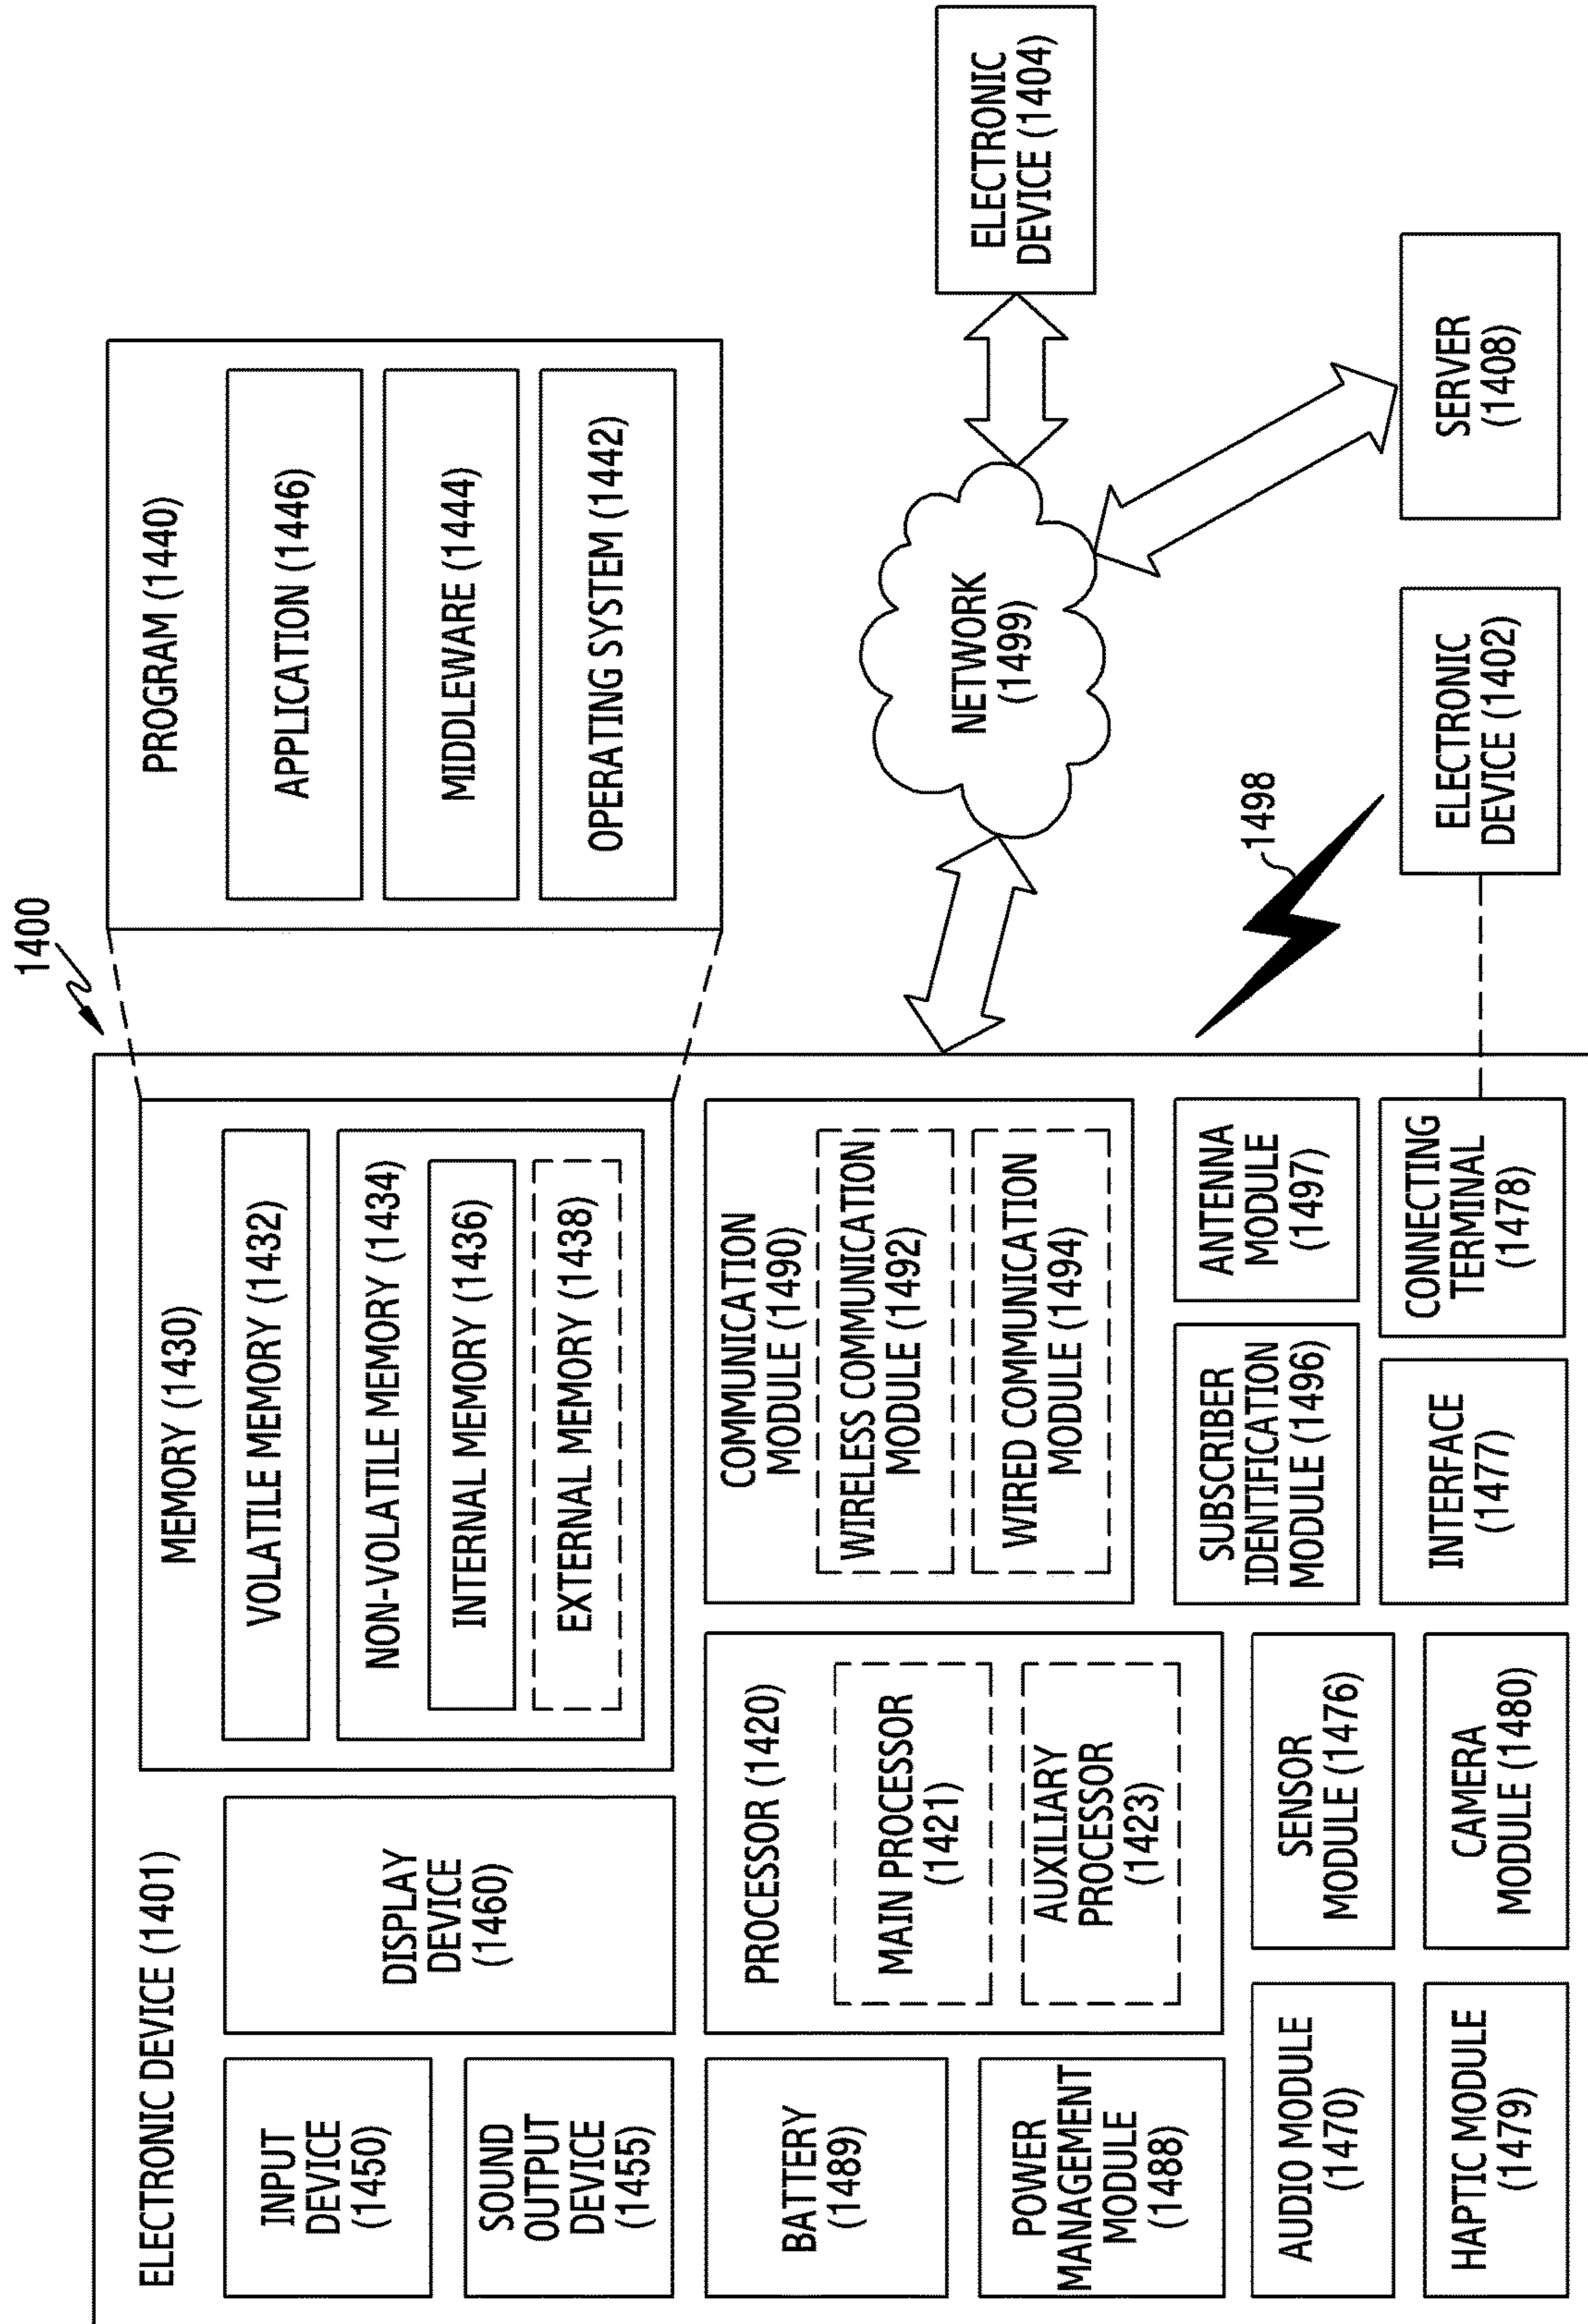 1400
ELECTRONIC DEVICE (1401)
INPUT
DEVICE
(1450)
SOUND
OUTPUT
DEVICE
(1455)
DISPLAY
DEVICE
(1460)
MEMORY (1430)
VOLATILE MEMORY (1432)
NON-VOLATILE MEMORY (1434)
INTERNAL MEMORY (1436)
EXTERNAL MEMORY (1438)
PROGRAM (1440)
APPLICATION (1446)
MIDDLEWARE (1444)
OPERATING SYSTEM (1442)
BATTERY
(1489)
POWER
MANAGEMENT
MODULE
(1488)
PROCESSOR (1420)
MAIN PROCESSOR
(1421)
AUXILIARY
PROCESSOR
(1423)
COMMUNICATION
MODULE (1490)
WIRELESS COMMUNICATION
MODULE (1492)
WIRED COMMUNICATION
MODULE (1494)
NETWORK
(1499)
ELECTRONIC
DEVICE (1404)
AUDIO MODULE
(1470)
SENSOR
MODULE (1476)
SUBSCRIBER
IDENTIFICATION
MODULE (1496)
ANTENNA
MODULE
(1497)
1498
HAPTIC MODULE
(1479)
CAMERA
MODULE (1480)
INTERFACE
(1477)
CONNECTING
TERMINAL
(1478)
ELECTRONIC
DEVICE (1402)
SERVER
(1408)